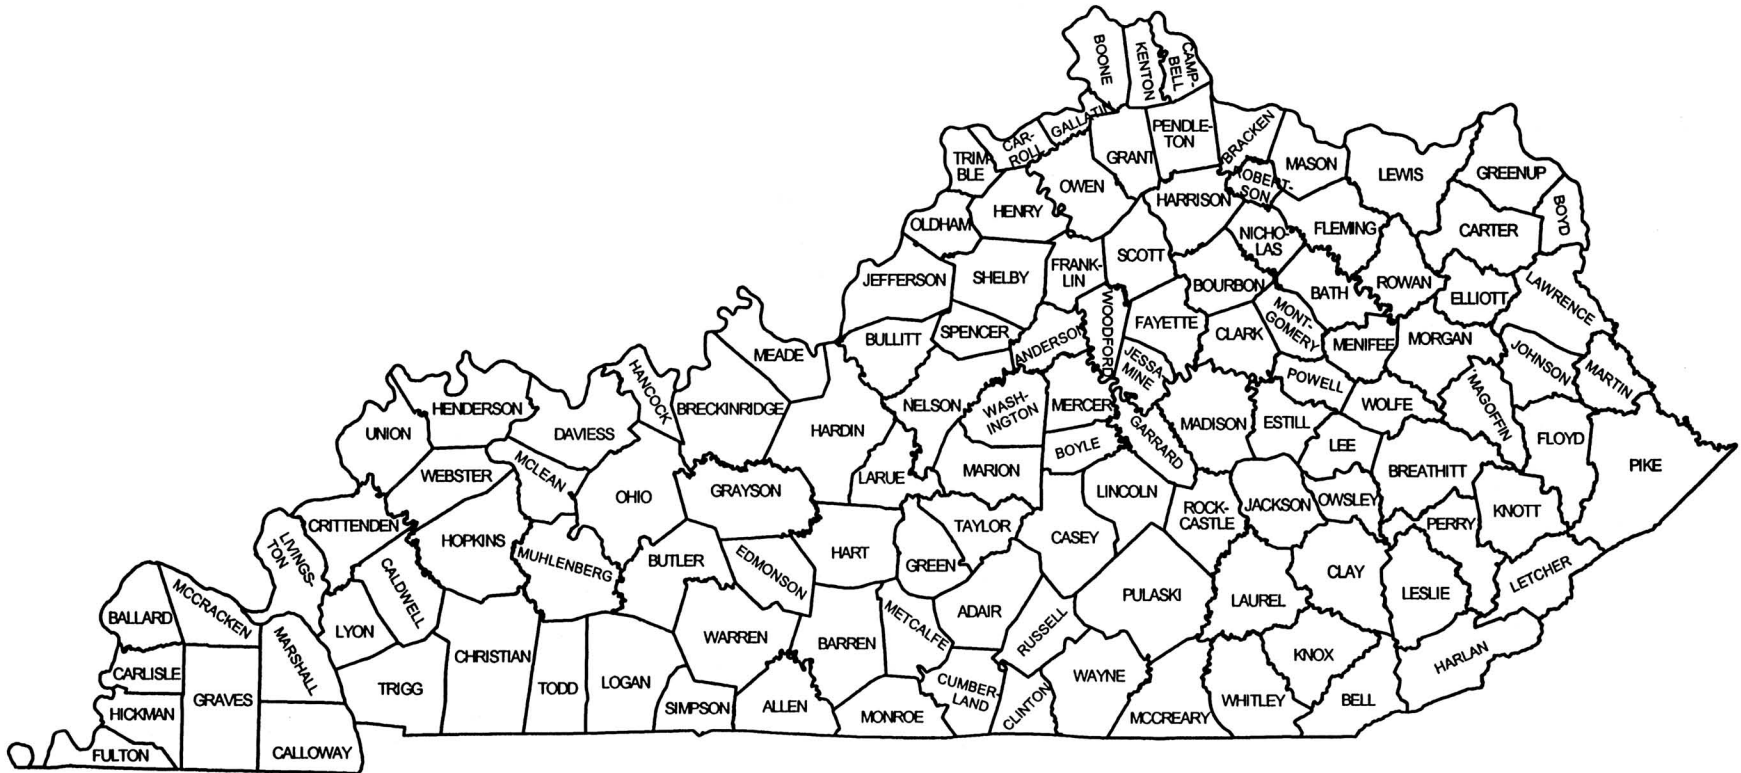 BOONE
KENTON
CAMP-
BELL
GALLATIN
CAR-
ROLL
TRIM-
BLE
GRANT
PENDLE-
TON
BRACKEN
MASON
LEWIS
GREENUP
BOYD
OWEN
HENRY
OLDHAM
HARRISON
ROBERT-
SON
FLEMING
CARTER
NICHO-
LAS
SCOTT
FRANK-
LIN
SHELBY
JEFFERSON
BOURBON
BATH
ROWAN
ELLIOTT
LAWRENCE
WOODFORD
FAYETTE
CLARK
MONT-
GOMERY
MENIFEE
MORGAN
JOHNSON
MARTIN
SPENCER
BULLITT
ANDERSON
MEADE
JESSA-
MINE
POWELL
WOLFE
MAGOFFIN
HANCOCK
BRECKINRIDGE
HARDIN
NELSON
WASH-
INGTON
MERCER
GARRARD
MADISON
ESTILL
LEE
BREATHITT
FLOYD
PIKE
HENDERSON
UNION
DAVIESS
WEBSTER
MCLEAN
OHIO
GRAYSON
LARUE
MARION
BOYLE
LINCOLN
ROCK-
CASTLE
JACKSON
OWSLEY
PERRY
KNOTT
CRITTENDEN
LIVINGS-
TON
HOPKINS
MUHLENBERG
BUTLER
EDMONSON
HART
GREEN
TAYLOR
CASEY
PULASKI
LAUREL
CLAY
LESLIE
LETCHER
BALLARD
MCCRACKEN
CALDWELL
LYON
MARSHALL
CHRISTIAN
WARREN
BARREN
METCALFE
ADAIR
RUSSELL
KNOX
HARLAN
CARLISLE
GRAVES
TRIGG
TODD
LOGAN
SIMPSON
ALLEN
MONROE
CUMBER-
LAND
CLINTON
WAYNE
MCCREARY
WHITLEY
BELL
HICKMAN
FULTON
CALLOWAY